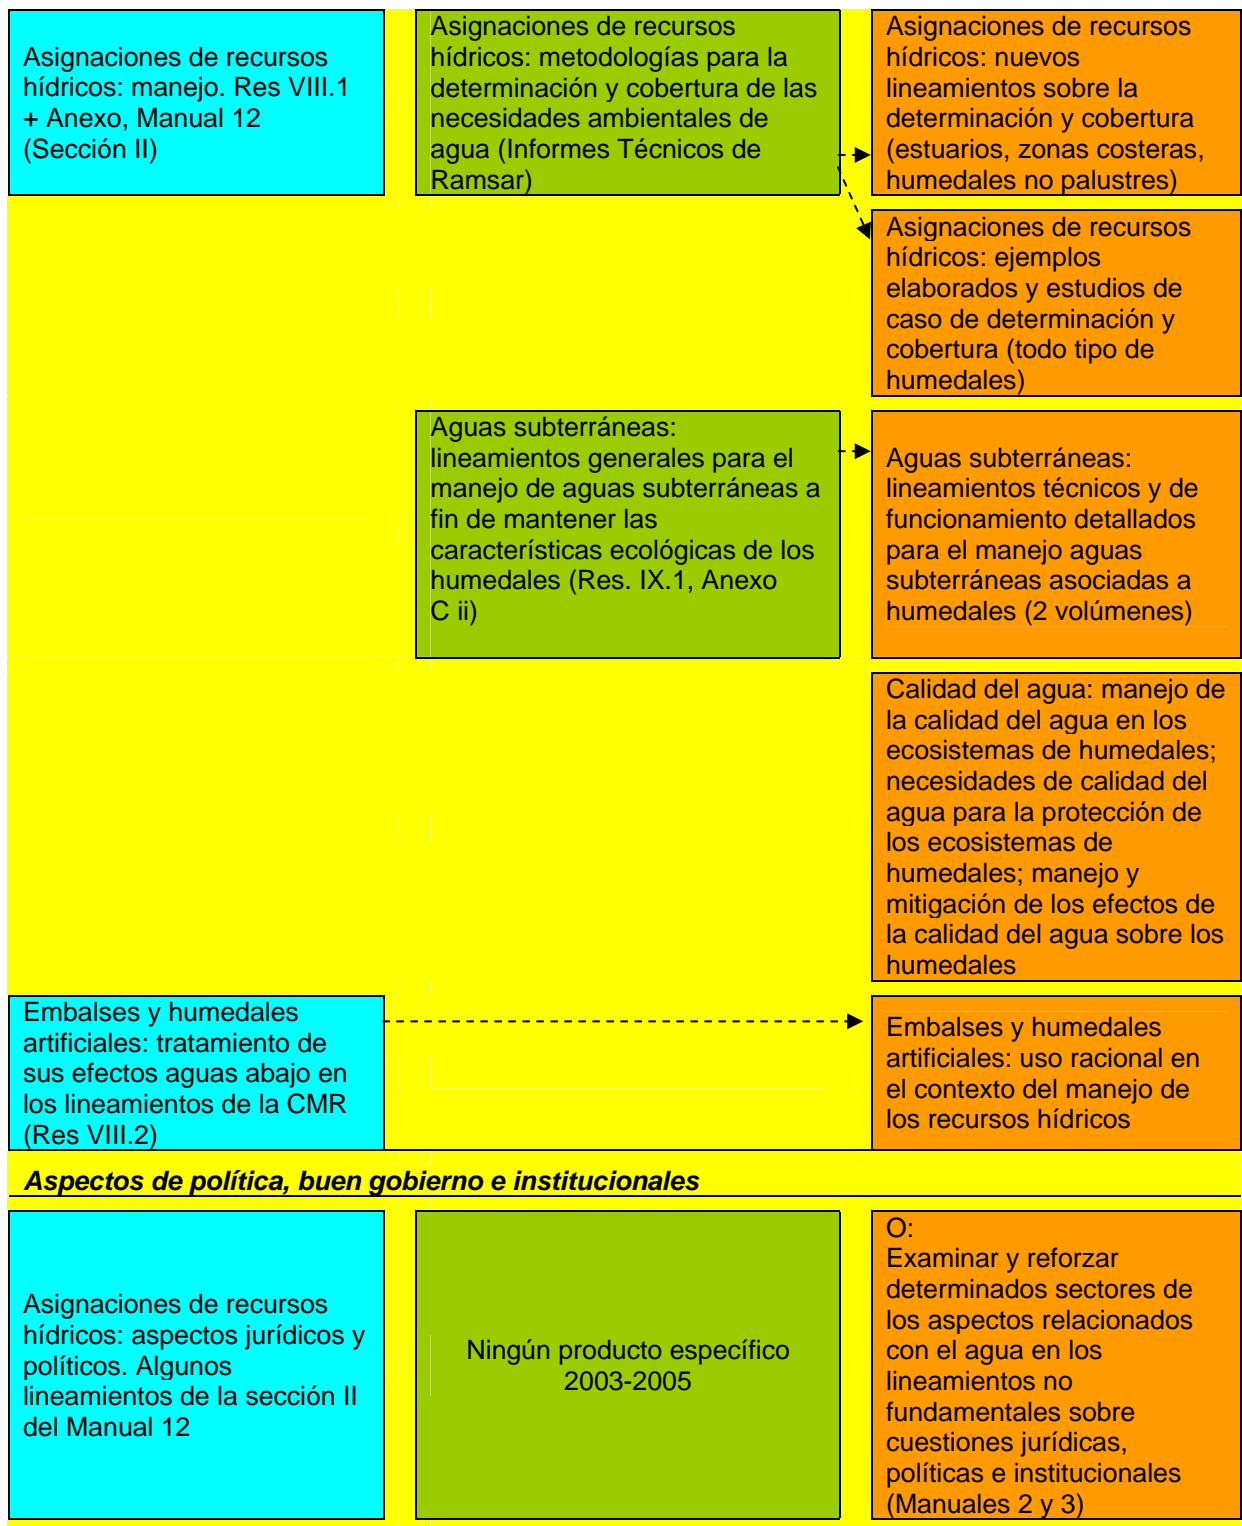 Asignaciones de recursos
hídricos: manejo. Res VIII.1
+ Anexo, Manual 12
(Sección II)
Asignaciones de recursos
hídricos: metodologías para la
determinación y cobertura de las
necesidades ambientales de
agua (Informes Técnicos de
Ramsar)
Asignaciones de recursos
hídricos: nuevos
lineamientos sobre la
determinación y cobertura
(estuarios, zonas costeras,
humedales no palustres)
Asignaciones de recursos
hídricos: ejemplos
elaborados y estudios de
caso de determinación y
cobertura (todo tipo de
humedales)
Aguas subterráneas:
lineamientos generales para el
manejo de aguas subterráneas a
fin de mantener las
características ecológicas de los
humedales (Res. IX.1, Anexo
C ii)
Aguas subterráneas:
lineamientos técnicos y de
funcionamiento detallados
para el manejo aguas
subterráneas asociadas a
humedales (2 volúmenes)
Calidad del agua: manejo de
la calidad del agua en los
ecosistemas de humedales;
necesidades de calidad del
agua para la protección de
los ecosistemas de
humedales; manejo y
mitigación de los efectos de
la calidad del agua sobre los
humedales
Embalses y humedales
artificiales: tratamiento de
sus efectos aguas abajo en
los lineamientos de la CMR
(Res VIII.2)
Embalses y humedales
artificiales: uso racional en
el contexto del manejo de
los recursos hídricos
Aspectos de política, buen gobierno e institucionales
Asignaciones de recursos
hídricos: aspectos jurídicos y
políticos. Algunos
lineamientos de la sección II
del Manual 12
Ningún producto específico
2003-2005
O:
Examinar y reforzar
determinados sectores de
los aspectos relacionados
con el agua en los
lineamientos no
fundamentales sobre
cuestiones jurídicas,
políticas e institucionales
(Manuales 2 y 3)